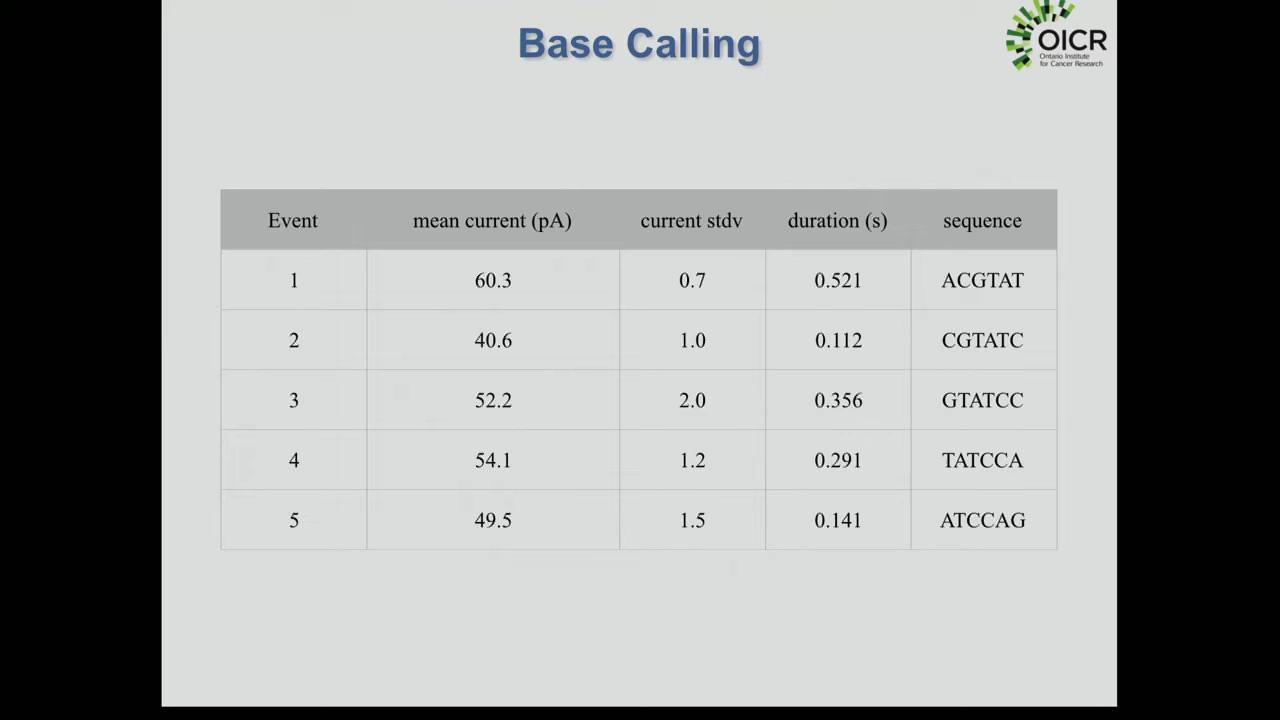 Base Calling
OICR
Ontario Institute
for Cancer Research
Event mean current (pA) current stdv duration (s) sequence
1 60.3 0.7 0.521 ACGTAT
2 40.6 1.0 0.112 CGTATC
3 52.2 2.0 0.356 GTATCC
4 54.1 1.2 0.291 TATCCA
5 49.5 1.5 0.141 ATCCAG